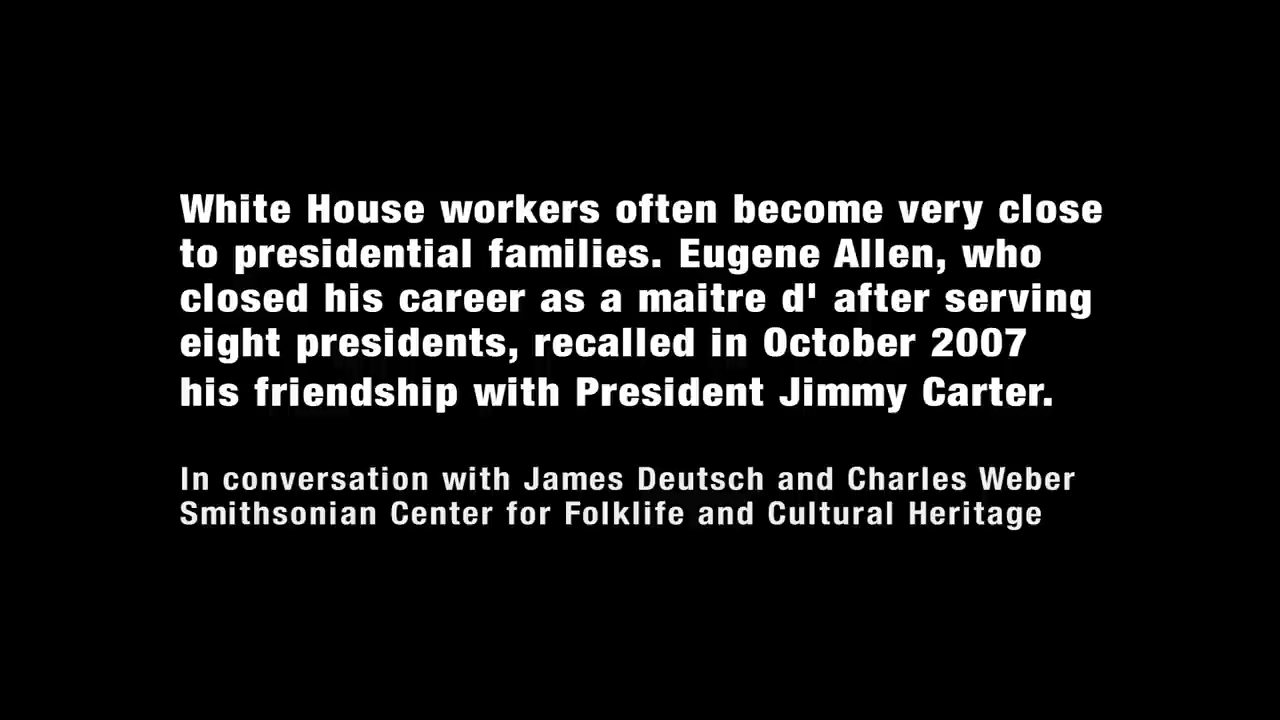 White House workers often become very close
to presidential families. Eugene Allen, who
closed his career as a maitre d' after serving
eight presidents, recalled in October 2007
his friendship with President Jimmy Carter.
In conversation with James Deutsch and Charles Weber
Smithsonian Center for Folklife and Cultural Heritage